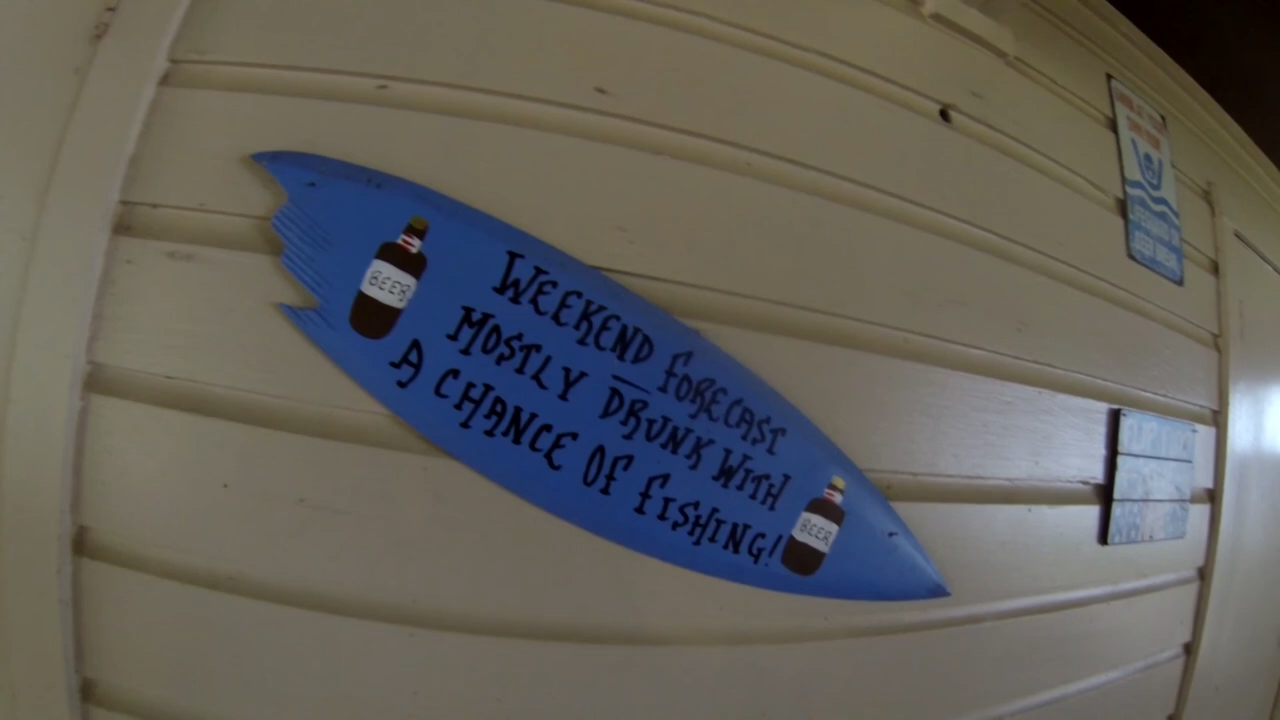 WEEKEND FORECAST
MOSTLY DRUNK WITH
A CHANCE OF FISHING!
BEER
BEER